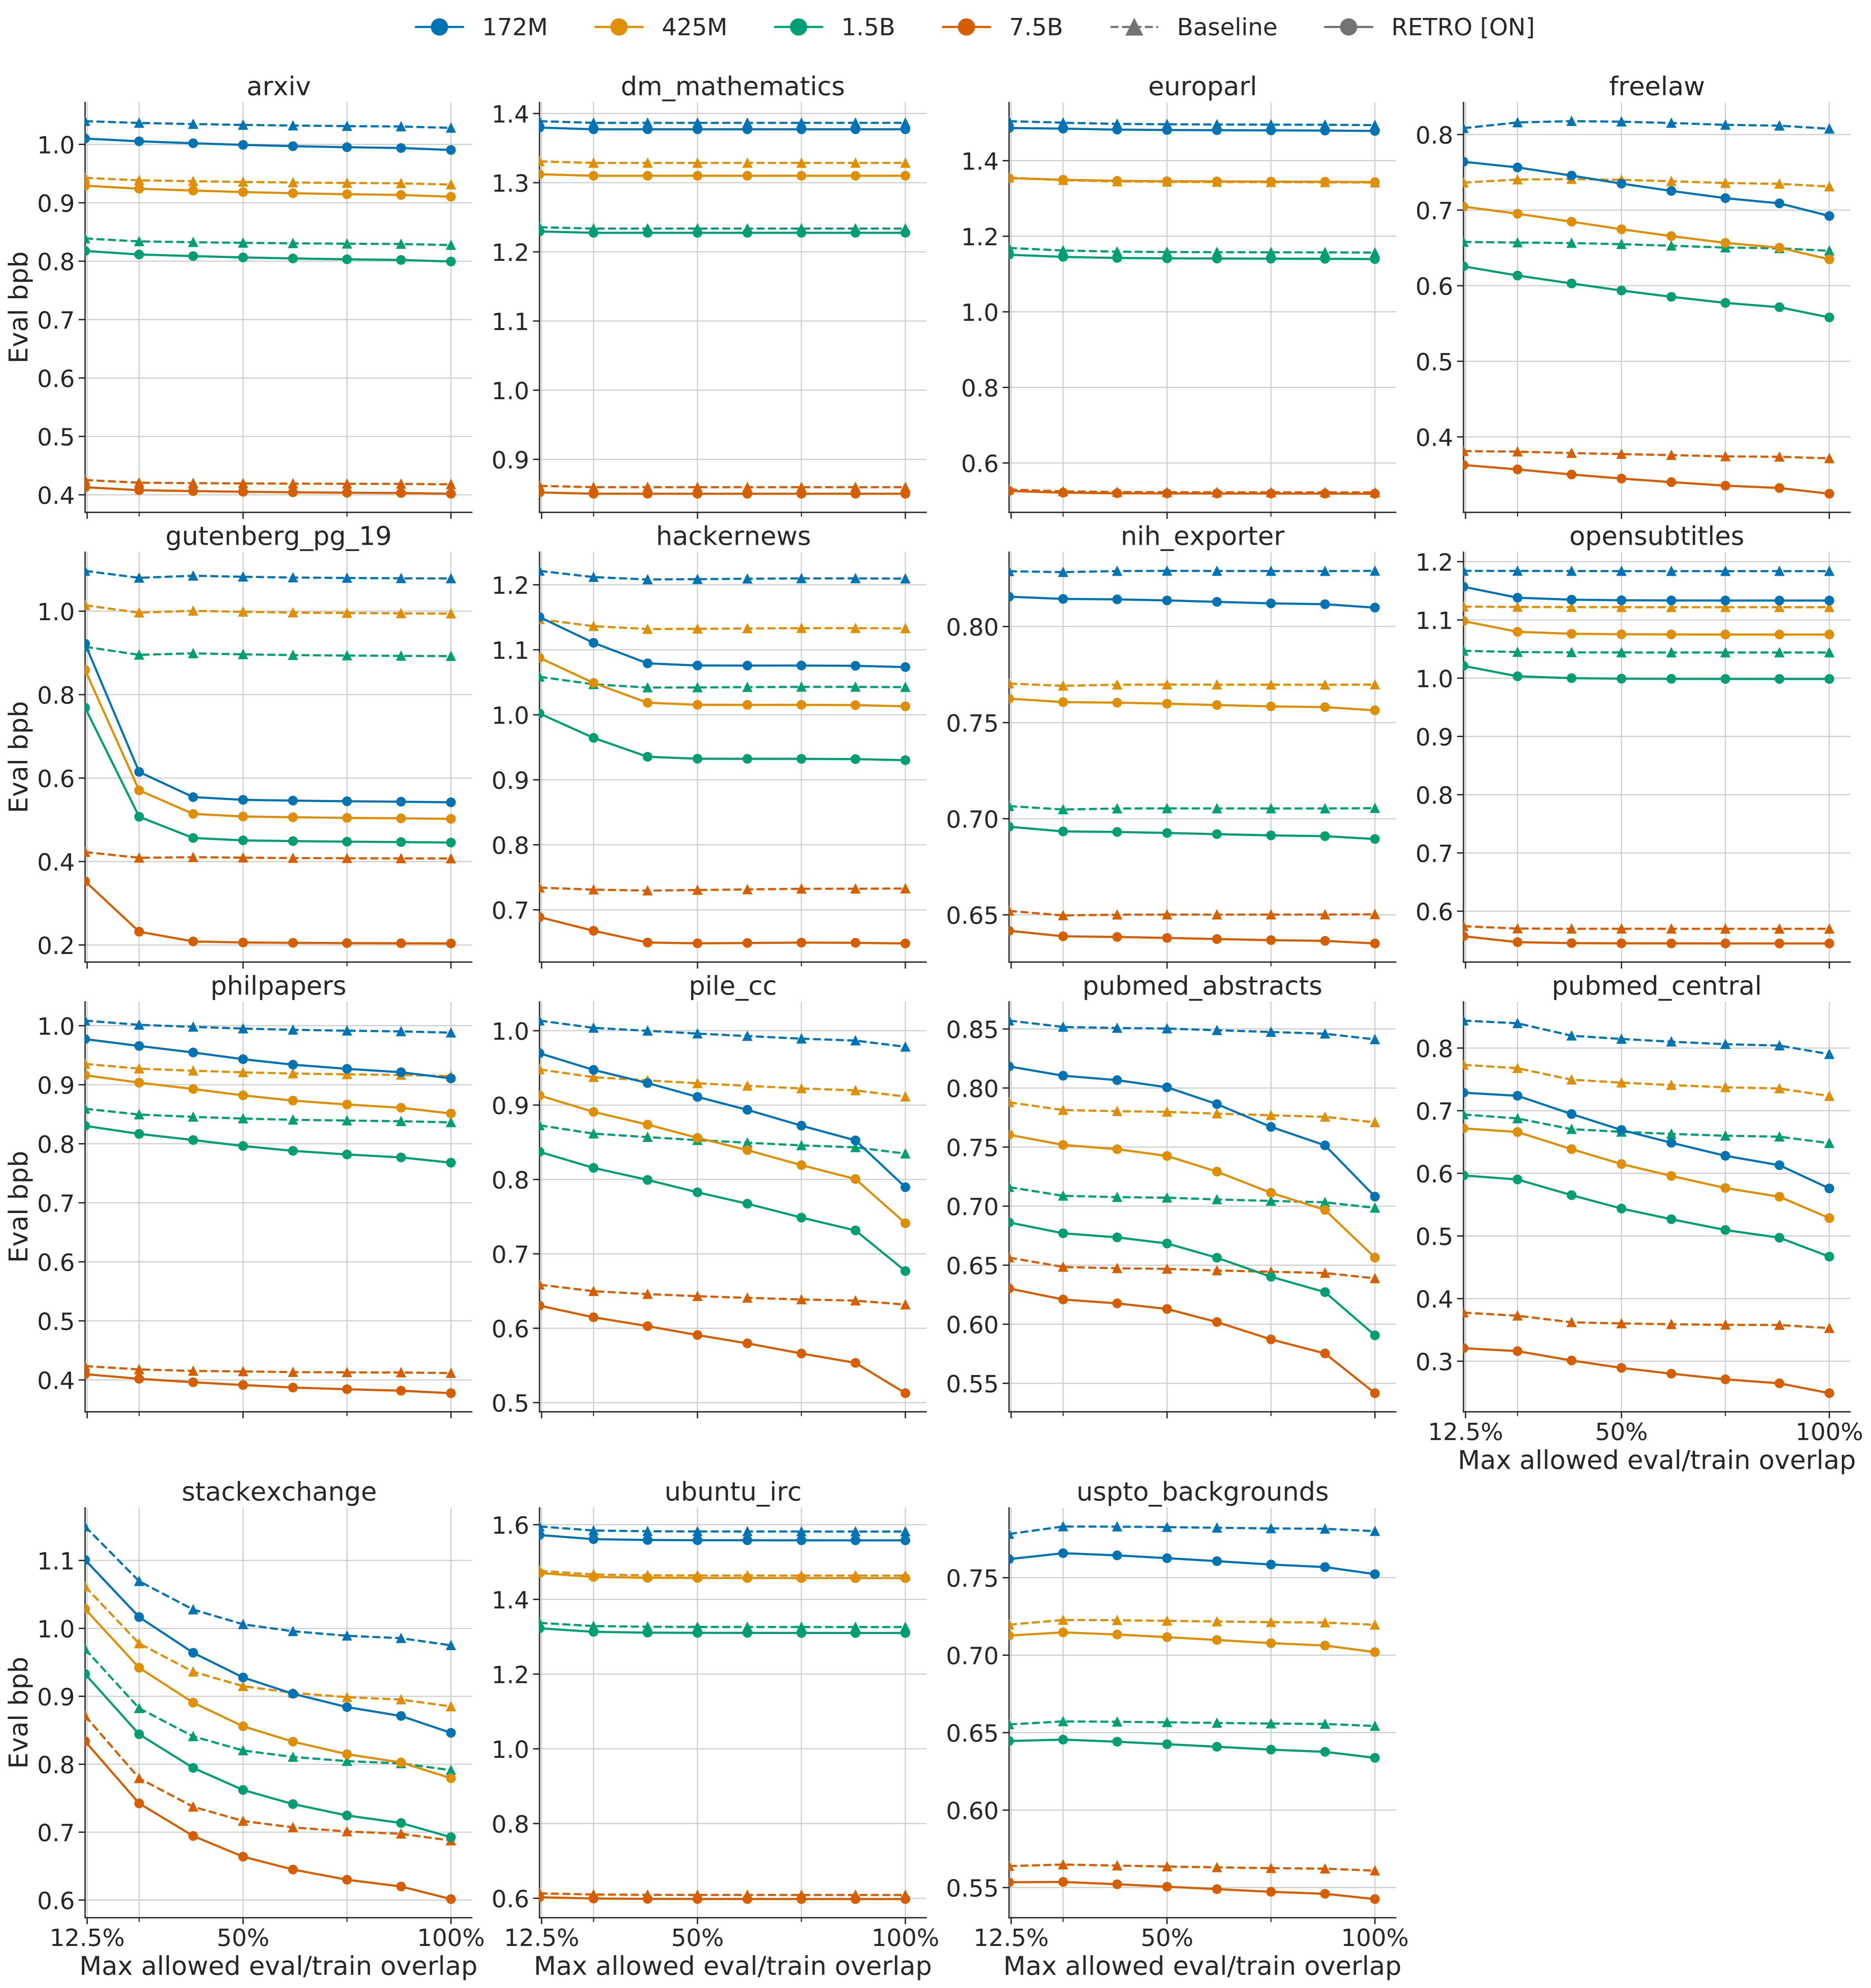 172M 425M 1.5B 7.5B Baseline RETRO [ON]
arxiv dm_mathematics europarl freelaw
Eval bpb
1.0 0.9 0.8 0.7 0.6 0.5 0.4
1.4 1.3 1.2 1.1 1.0 0.9
1.4 1.2 1.0 0.8 0.6
0.8 0.7 0.6 0.5 0.4
gutenberg_pg_19 hackernews nih_exporter opensubtitles
Eval bpb
1.0 0.8 0.6 0.4 0.2
1.2 1.1 1.0 0.9 0.8 0.7
0.80 0.75 0.70 0.65
1.2 1.1 1.0 0.9 0.8 0.7 0.6
philpapers pile_cc pubmed_abstracts pubmed_central
Eval bpb
1.0 0.9 0.8 0.7 0.6 0.5 0.4
1.0 0.9 0.8 0.7 0.6 0.5
0.85 0.80 0.75 0.70 0.65 0.60 0.55
0.8 0.7 0.6 0.5 0.4 0.3
12.5% 50% 100%
Max allowed eval/train overlap
stackexchange ubuntu_irc uspto_backgrounds
Eval bpb
1.1 1.0 0.9 0.8 0.7 0.6
1.6 1.4 1.2 1.0 0.8 0.6
0.75 0.70 0.65 0.60 0.55
12.5% 50% 100% 12.5% 50% 100% 12.5% 50% 100%
Max allowed eval/train overlap Max allowed eval/train overlap Max allowed eval/train overlap